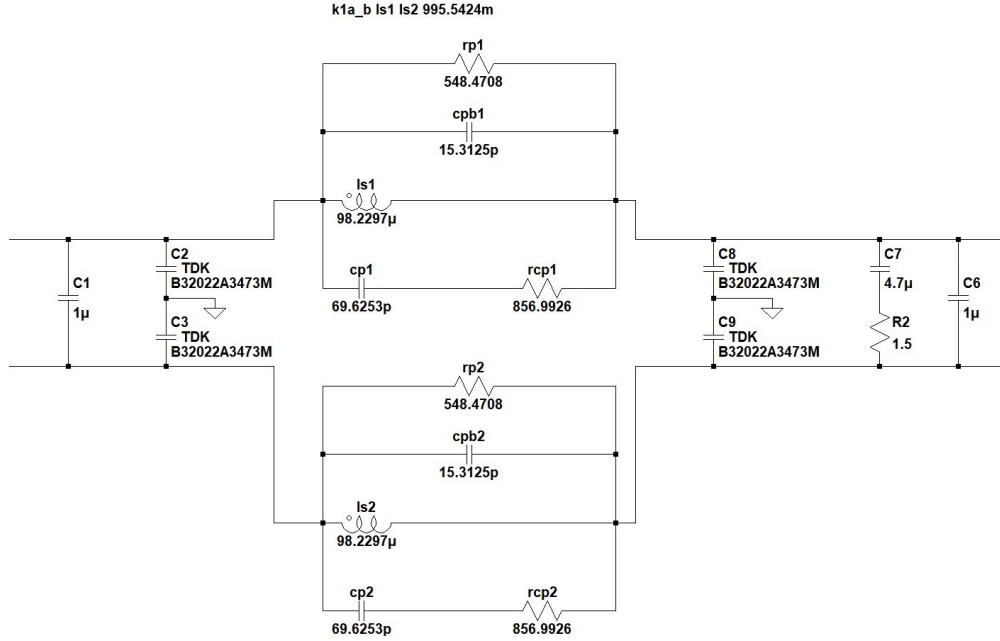 k1a_b ls1 ls2 995.5424m
rp1
548.4708
cpb1
15.3125p
ls1
98.2297µ
cp1
69.6253p
rcp1
856.9926
C1
1µ
C2
TDK
B32022A3473M
C3
TDK
B32022A3473M
C8
TDK
B32022A3473M
C9
TDK
B32022A3473M
C7
4.7µ
R2
1.5
C6
1µ
rp2
548.4708
cpb2
15.3125p
ls2
98.2297µ
cp2
69.6253p
rcp2
856.9926